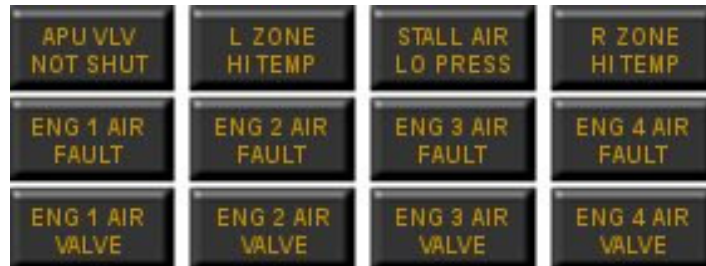 APU VLV
NOT SHUT
L ZONE
HI TEMP
STALL AIR
LO PRESS
R ZONE
HI TEMP
ENG 1 AIR
FAULT
ENG 2 AIR
FAULT
ENG 3 AIR
FAULT
ENG 4 AIR
FAULT
ENG 1 AIR
VALVE
ENG 2 AIR
VALVE
ENG 3 AIR
VALVE
ENG 4 AIR
VALVE